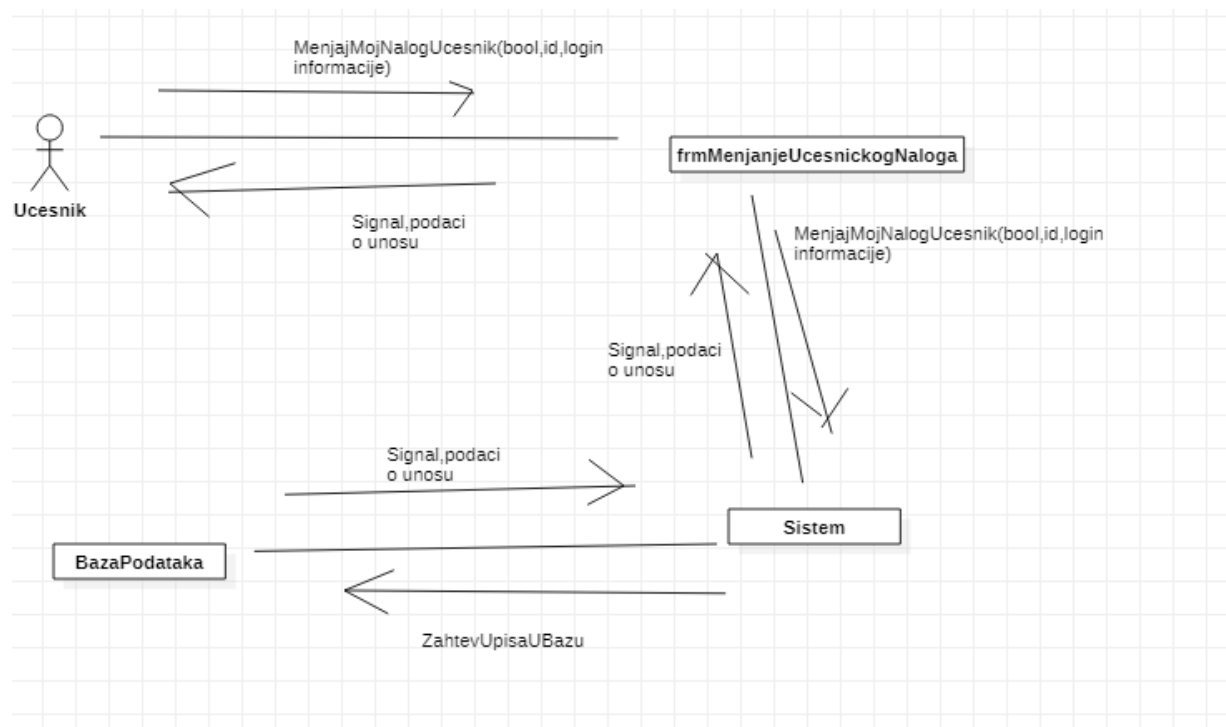 MenjajMojNalogUcesnik(bool,id,login
informacije)
frmMenjanjeUcesnickogNaloga
Ucesnik
Signal,podaci
o unosu
MenjajMojNalogUcesnik(bool,id,login
informacije)
Signal,podaci
o unosu
Signal,podaci
o unosu
Sistem
BazaPodataka
ZahtevUpisaUBazu